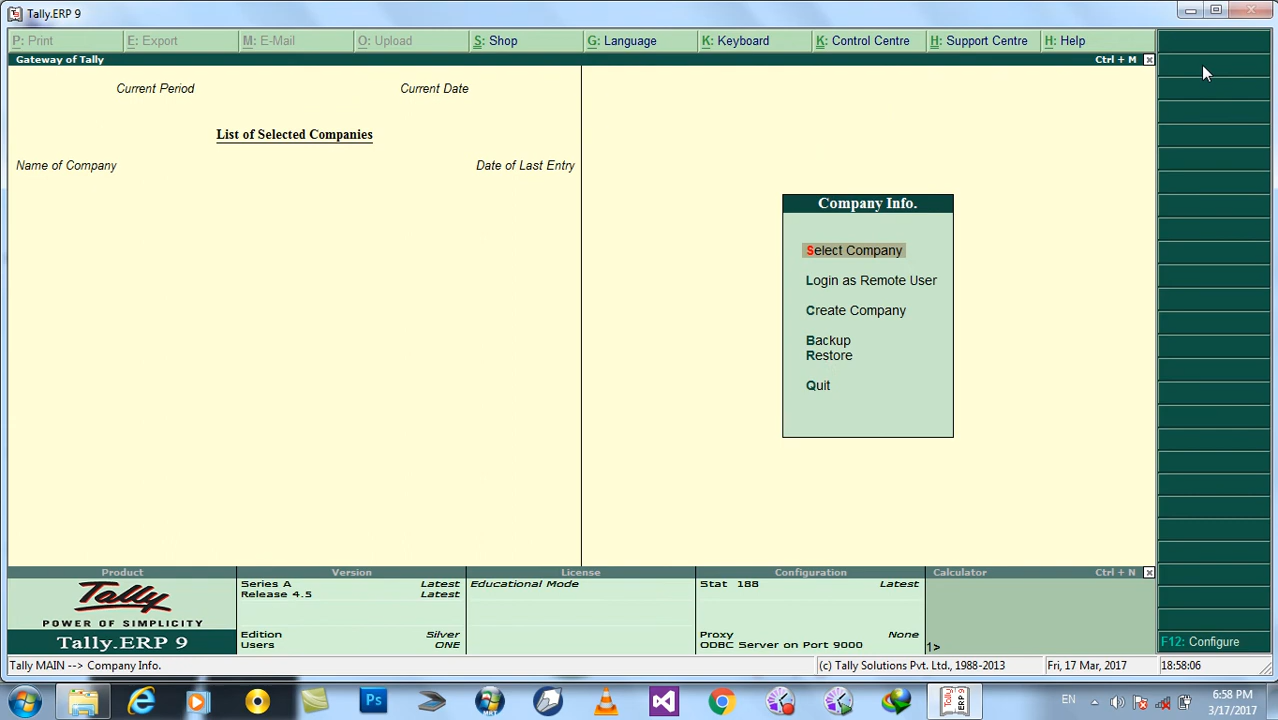 Tally.ERP 9
P: Print E: Export M: E-Mail O: Upload S: Shop G: Language K: Keyboard K: Control Centre H: Support Centre H: Help
Gateway of Tally Ctrl + M
Current Period Current Date
List of Selected Companies
Name of Company Date of Last Entry
Company Info.
Select Company
Login as Remote User
Create Company
Backup
Restore
Quit
Product Version License Configuration Calculator Ctrl + N
Tally
POWER OF SIMPLICITY
Tally.ERP 9
Series A Latest
Release 4.5 Latest
Edition Silver
Users ONE
Educational Mode
Stat 188 Latest
Proxy None
ODBC Server on Port 9000
1>
F12: Configure
Tally MAIN --> Company Info. (c) Tally Solutions Pvt. Ltd., 1988-2013 Fri, 17 Mar, 2017 18:58:06
EN 6:58 PM
3/17/2017